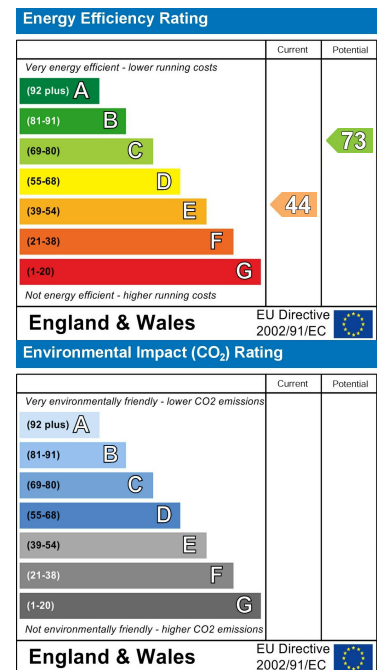 Energy Efficiency Rating
Current Potential
Very energy efficient - lower running costs
(92 plus) A
(81-91) B
(69-80) C
73
(55-68) D
(39-54) E
44
(21-38) F
(1-20) G
Not energy efficient - higher running costs
England & Wales
EU Directive
2002/91/EC
Environmental Impact (CO₂) Rating
Current Potential
Very environmentally friendly - lower CO2 emissions
(92 plus) A
(81-91) B
(69-80) C
(55-68) D
(39-54) E
(21-38) F
(1-20) G
Not environmentally friendly - higher CO2 emissions
England & Wales
EU Directive
2002/91/EC